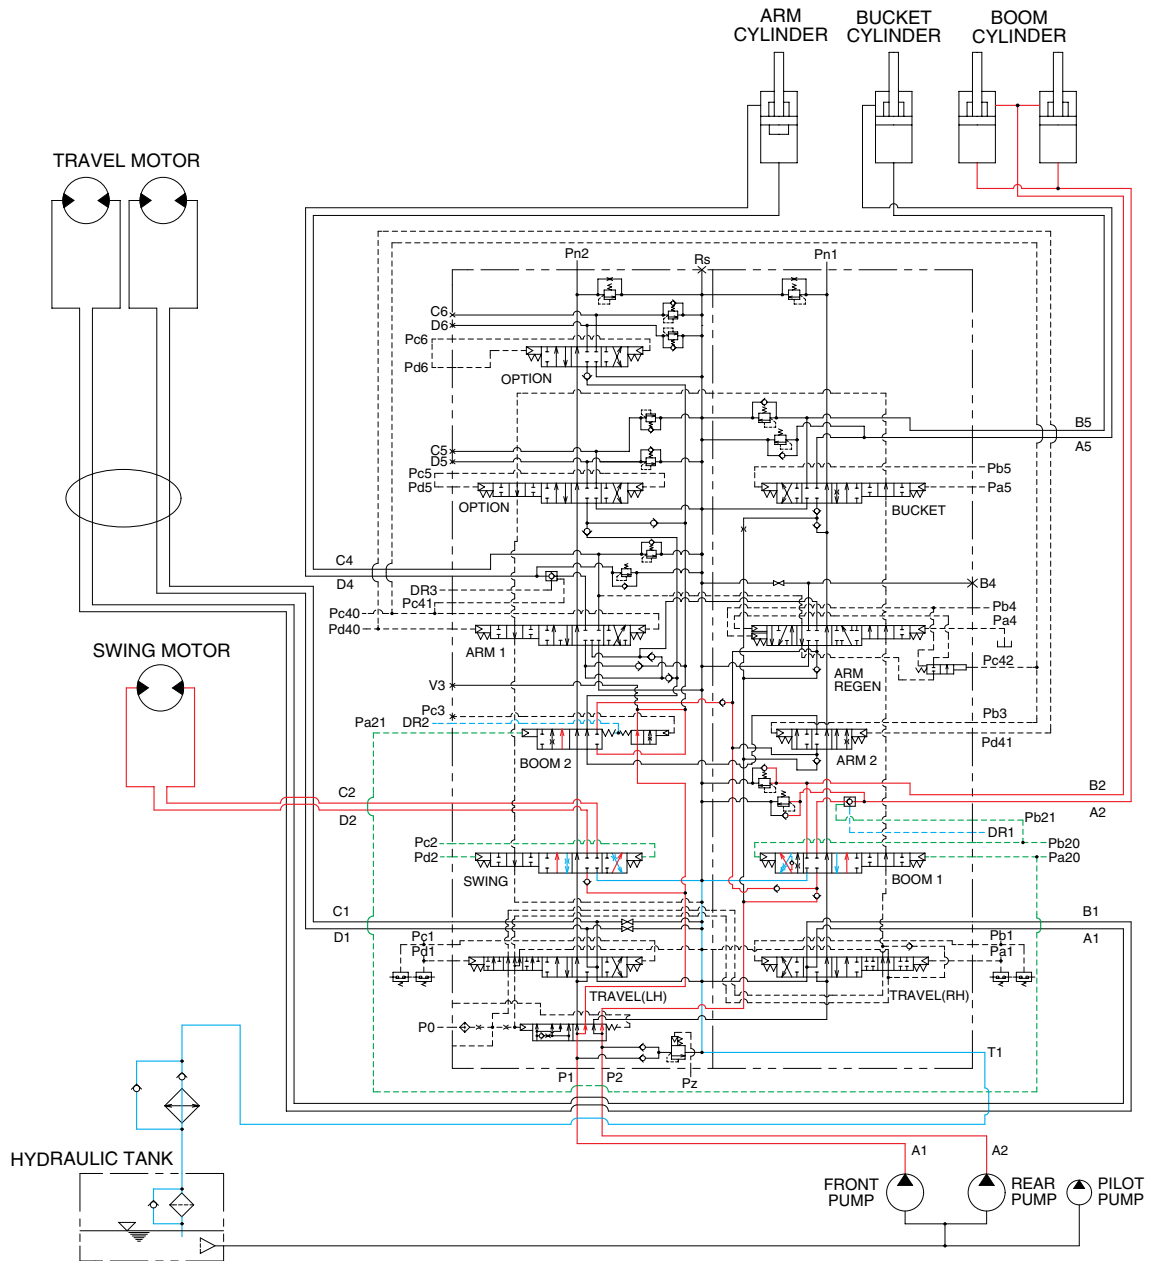 ARM
CYLINDER
BUCKET
CYLINDER
BOOM
CYLINDER
TRAVEL MOTOR
Pn2
Rs
Pn1
C6
D6
Pc6
Pd6
OPTION
B5
A5
C5
D5
Pc5
Pd5
Pb5
Pa5
OPTION
BUCKET
C4
D4
B4
DR3
Pc41
Pc40
Pd40
Pb4
Pa4
ARM 1
ARM
REGEN
Pc42
SWING MOTOR
V3
Pc3
Pa21
DR2
Pb3
Pd41
BOOM 2
ARM 2
C2
D2
B2
A2
Pb21
DR1
Pc2
Pd2
Pb20
Pa20
SWING
BOOM 1
C1
D1
B1
A1
Pc1
Pd1
Pb1
Pa1
TRAVEL(LH)
TRAVEL(RH)
P0
T1
P1
P2
Pz
A1
A2
HYDRAULIC TANK
FRONT
PUMP
REAR
PUMP
PILOT
PUMP